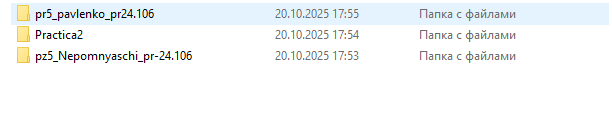 pr5_pavlenko_pr24.106 20.10.2025 17:55 Папка с файлами
Practica2 20.10.2025 17:54 Папка с файлами
pz5_Nepomnyaschi_pr-24.106 20.10.2025 17:53 Папка с файлами